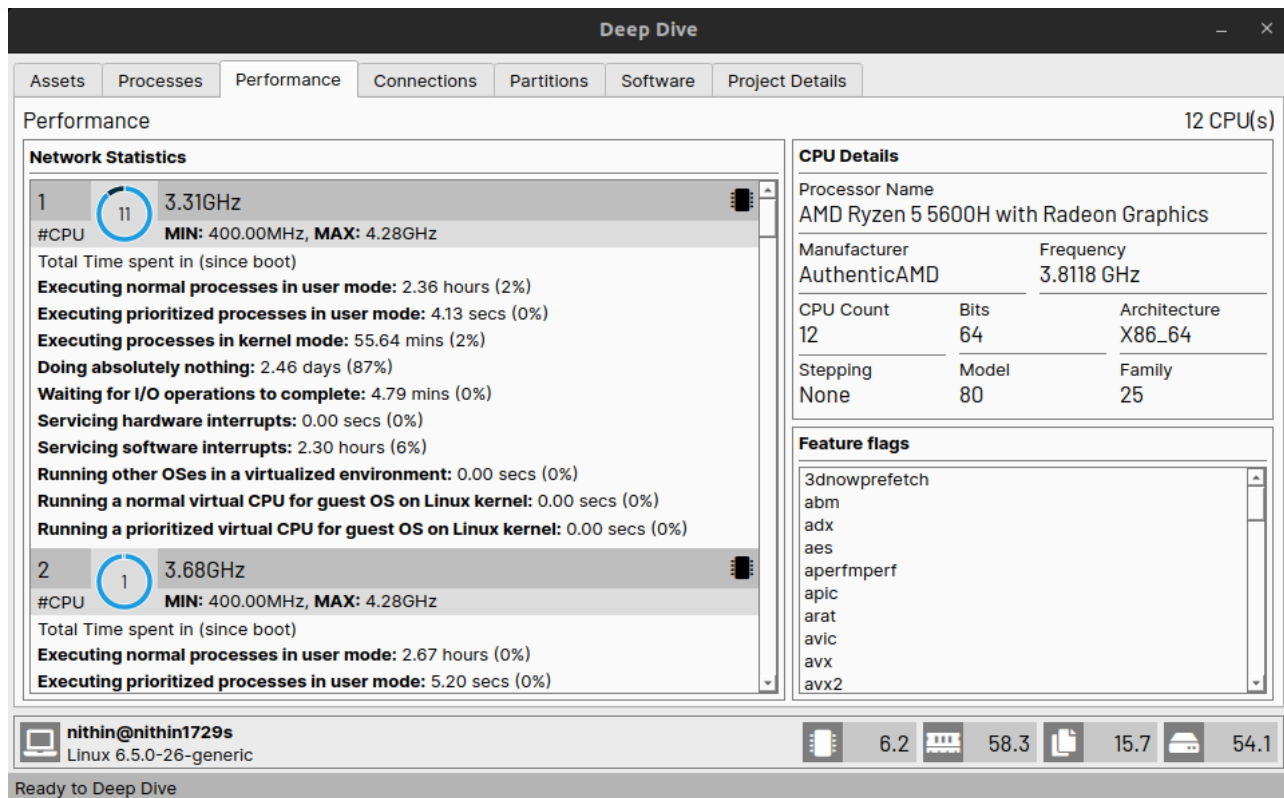 Deep Dive
Assets Processes Performance Connections Partitions Software Project Details
Performance 12 CPU(s)
Network Statistics
1 11 3.31GHz
#CPU MIN: 400.00MHz, MAX: 4.28GHz
Total Time spent in (since boot)
Executing normal processes in user mode: 2.36 hours (2%)
Executing prioritized processes in user mode: 4.13 secs (0%)
Executing processes in kernel mode: 55.64 mins (2%)
Doing absolutely nothing: 2.46 days (87%)
Waiting for I/O operations to complete: 4.79 mins (0%)
Servicing hardware interrupts: 0.00 secs (0%)
Servicing software interrupts: 2.30 hours (6%)
Running other OSes in a virtualized environment: 0.00 secs (0%)
Running a normal virtual CPU for guest OS on Linux kernel: 0.00 secs (0%)
Running a prioritized virtual CPU for guest OS on Linux kernel: 0.00 secs (0%)
2 1 3.68GHz
#CPU MIN: 400.00MHz, MAX: 4.28GHz
Total Time spent in (since boot)
Executing normal processes in user mode: 2.67 hours (0%)
Executing prioritized processes in user mode: 5.20 secs (0%)
CPU Details
Processor Name
AMD Ryzen 5 5600H with Radeon Graphics
Manufacturer Frequency
AuthenticAMD 3.8118 GHz
CPU Count Bits Architecture
12 64 X86_64
Stepping Model Family
None 80 25
Feature flags
3dnowprefetch
abm
adx
aes
aperfmperf
apic
arat
avic
avx
avx2
nithin@nithin1729s
Linux 6.5.0-26-generic
6.2 58.3 15.7 54.1
Ready to Deep Dive